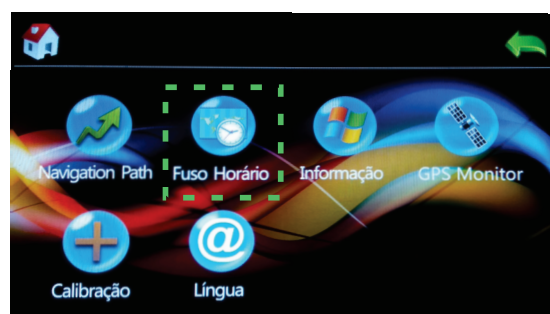 Navigation Path
Fuso Horário
Informação
GPS Monitor
Calibração
Língua